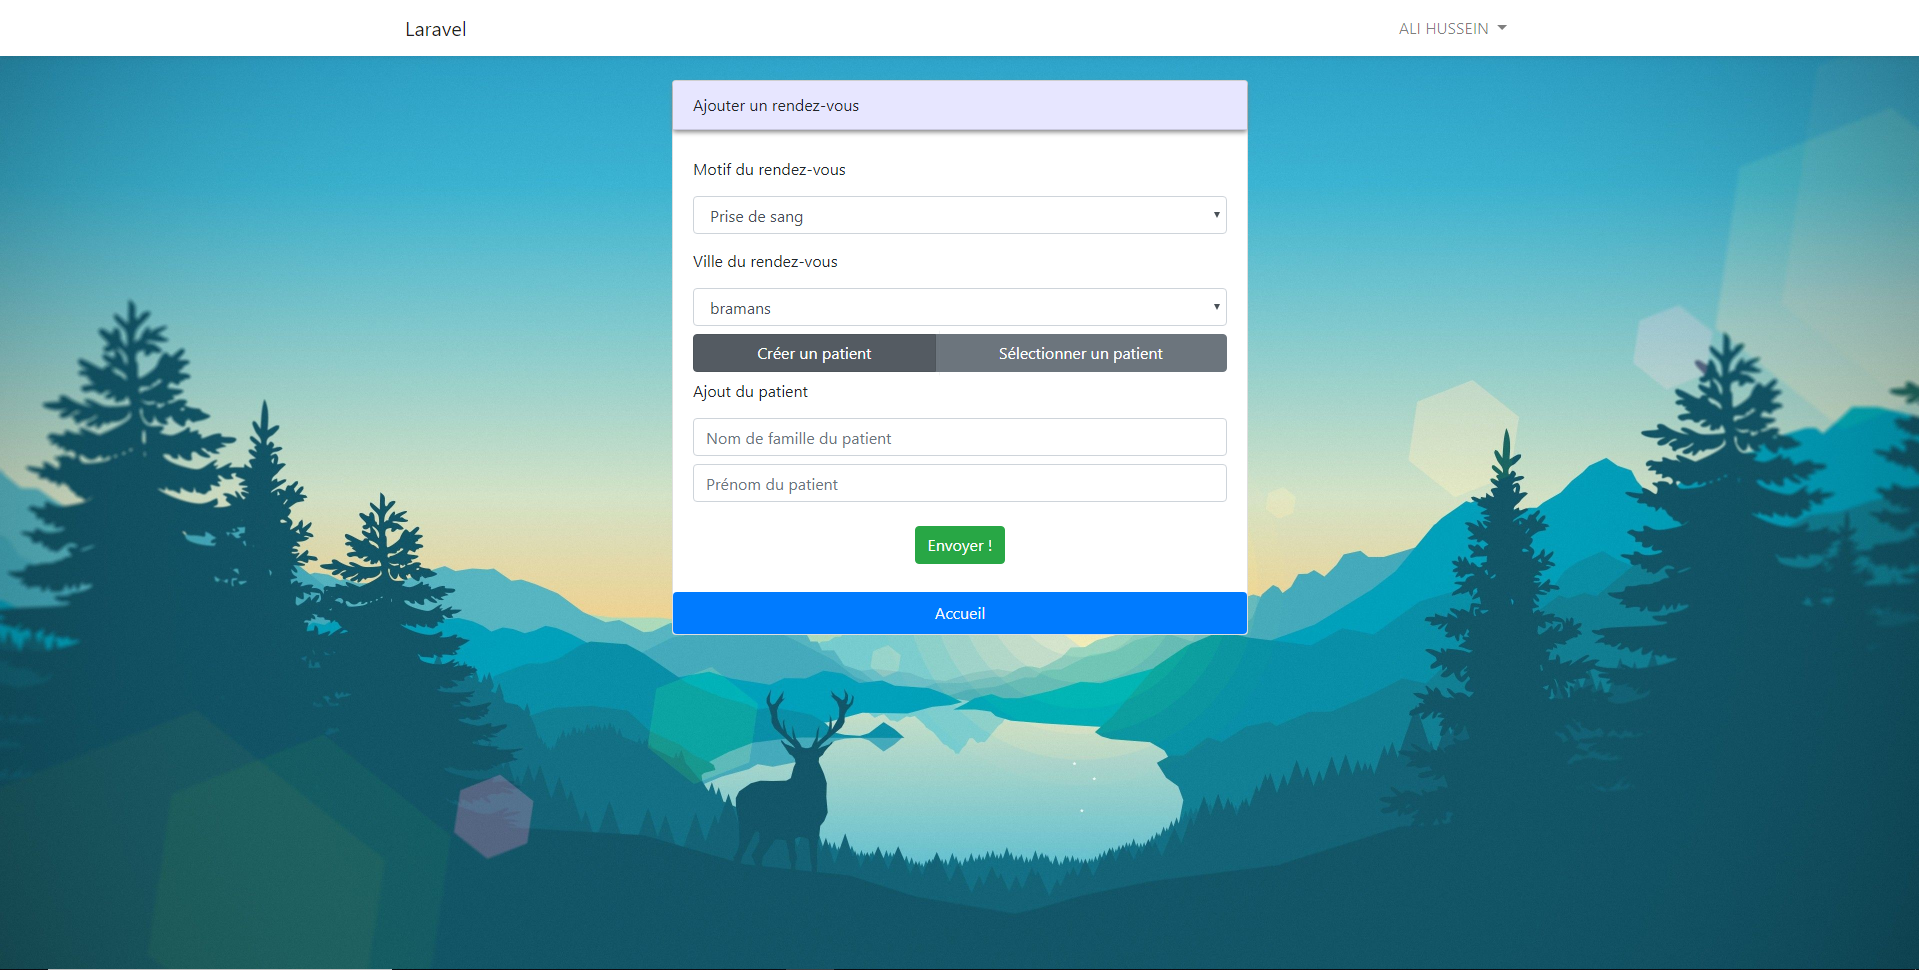 Laravel
ALI HUSSEIN
Ajouter un rendez-vous
Motif du rendez-vous
Prise de sang
Ville du rendez-vous
bramans
Créer un patient
Sélectionner un patient
Ajout du patient
Nom de famille du patient
Prénom du patient
Envoyer !
Accueil